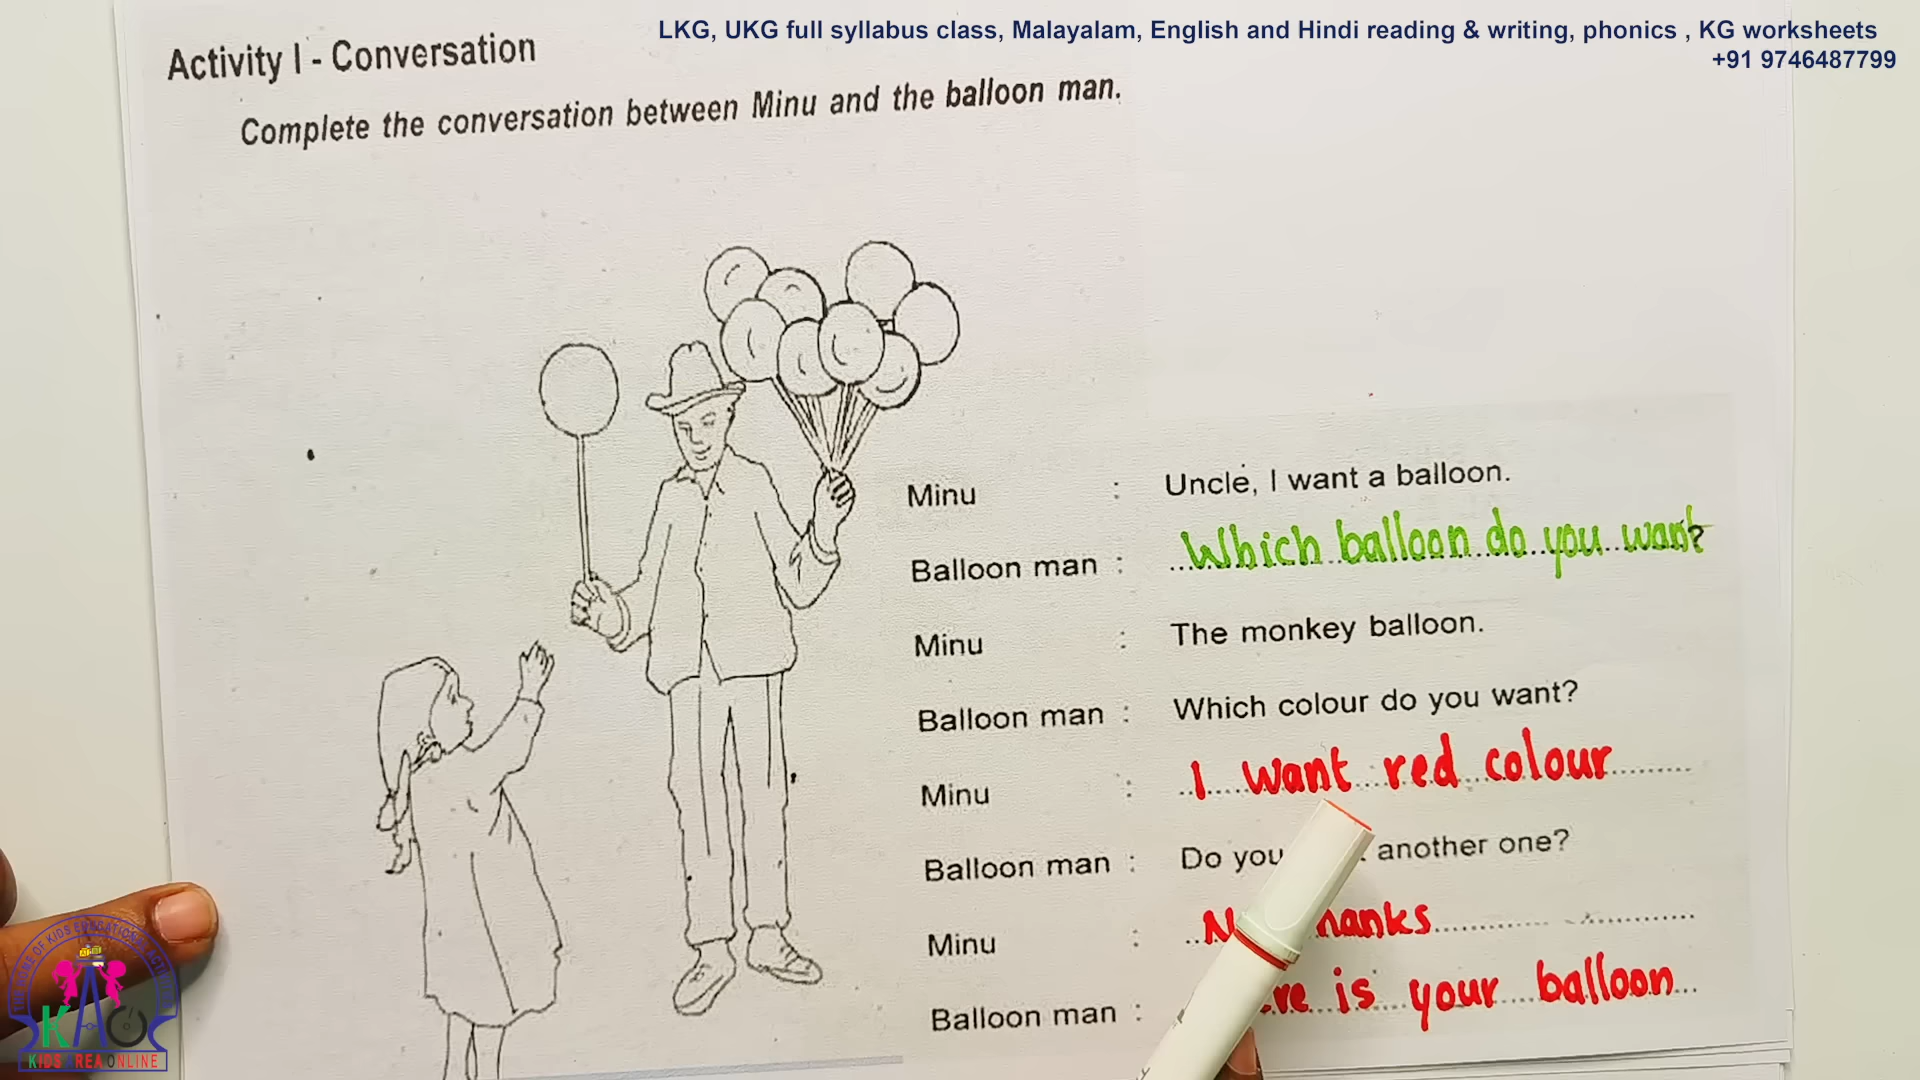 LKG, UKG full syllabus class, Malayalam, English and Hindi reading & writing, phonics , KG worksheets
+91 9746487799
Activity I - Conversation
Complete the conversation between Minu and the balloon man.
Minu : Uncle, I want a balloon.
Balloon man : Which balloon do you want?
Minu : The monkey balloon.
Balloon man : Which colour do you want?
Minu : I want red colour
Balloon man : Do you another one?
Minu :
Balloon man : is your balloon
KIDS AREA ONLINE